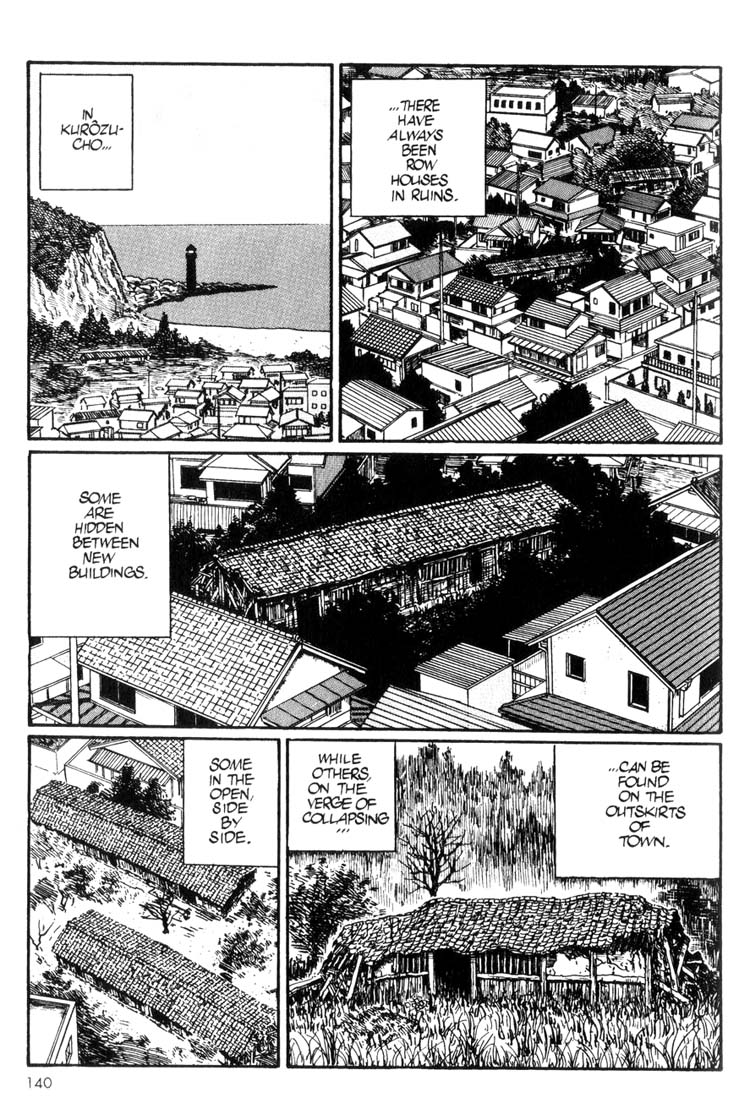 IN
KURÔZU-
CHO...
...THERE
HAVE
ALWAYS
BEEN
ROW
HOUSES
IN RUINS.
SOME
ARE
HIDDEN
BETWEEN
NEW
BUILDINGS.
SOME
IN THE
OPEN,
SIDE
BY
SIDE.
WHILE
OTHERS,
ON THE
VERGE OF
COLLAPSING
...
...CAN BE
FOUND
ON THE
OUTSKIRTS
OF
TOWN.
140